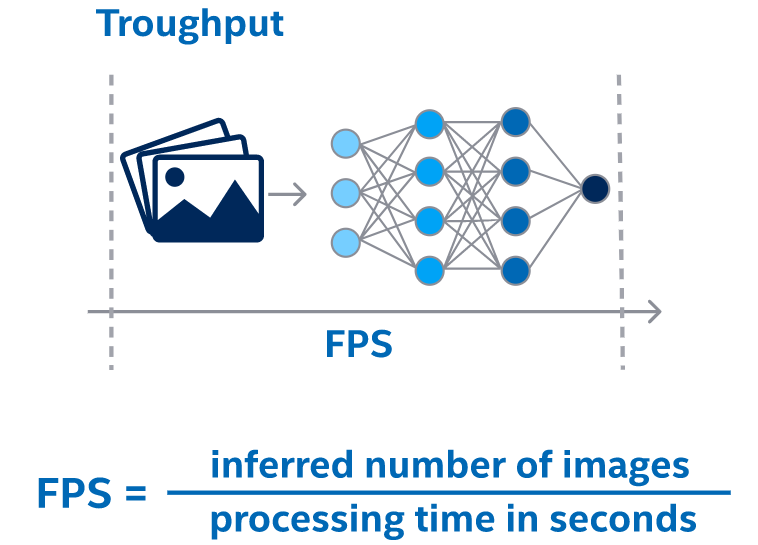 Troughput
FPS
FPS = inferred number of images
processing time in seconds